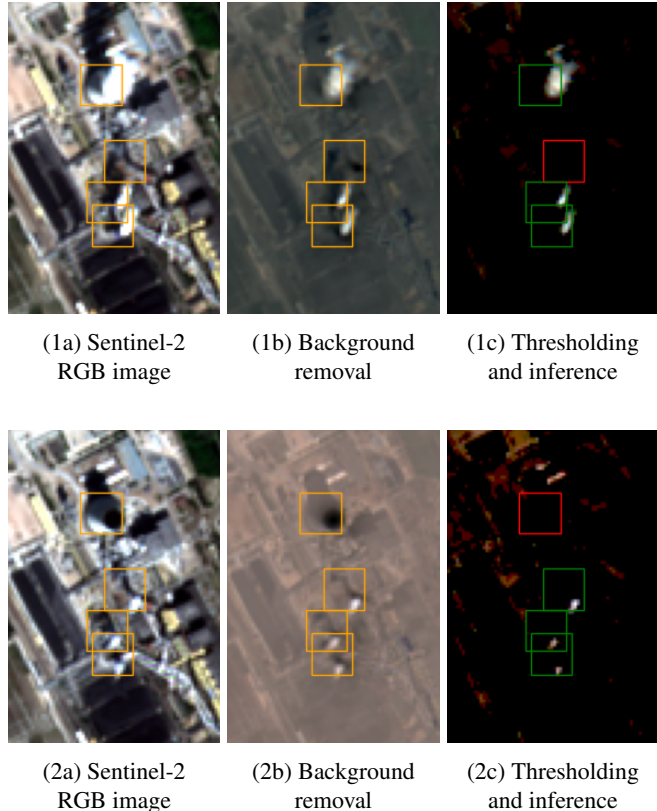 (1a) Sentinel-2
RGB image
(1b) Background
removal
(1c) Thresholding
and inference
(2a) Sentinel-2
RGB image
(2b) Background
removal
(2c) Thresholding
and inference